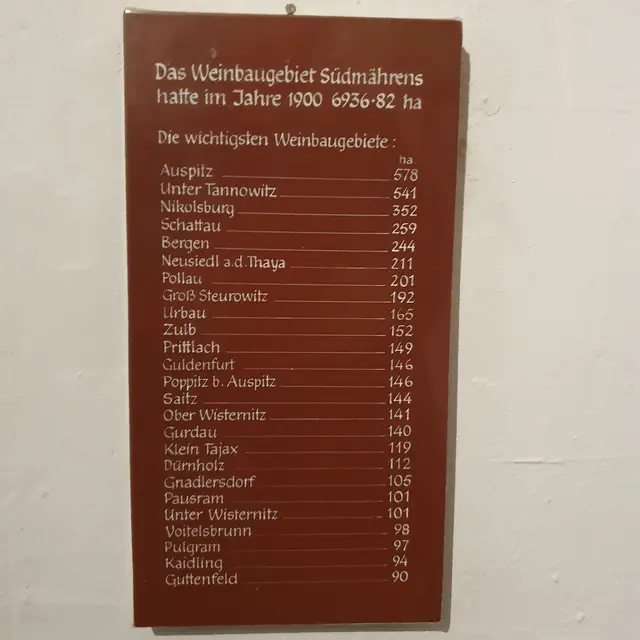 Das Weinbaugebiet Südmährens
hatte im Jahre 1900 6936·82 ha
Die wichtigsten Weinbaugebiete:
ha
Auspitz 578
Unter Tannowitz 541
Nikolsburg 352
Schattau 259
Bergen 244
Neusiedl a.d.Thaya 211
Pollau 201
Groß Steurowitz 192
Urbau 165
Zulb 152
Prittlach 149
Guldenfurt 146
Poppitz b. Auspitz 146
Saitz 144
Ober Wisternitz 141
Gurdau 140
Klein Tajax 119
Dürnholz 112
Gnadlersdorf 105
Pausram 101
Unter Wisternitz 101
Voitelsbrunn 98
Pulgram 97
Kaidling 94
Guttenfeld 90